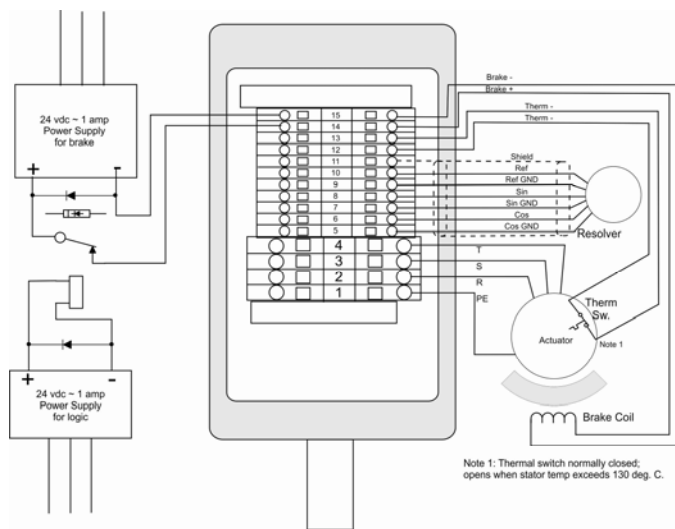 24 vdc ~ 1 amp
Power Supply
for brake
+ -
24 vdc ~ 1 amp
Power Supply
for logic
+ -
15
14
13
12
11
10
9
8
7
6
5
4
3
2
1
Brake -
Brake +
Therm -
Therm -
Shield
Ref
Ref GND
Sin
Sin GND
Cos
Cos GND
Resolver
T
S
R
PE
Therm
Sw.
Actuator
Note 1
Brake Coil
Note 1: Thermal switch normally closed;
opens when stator temp exceeds 130 deg. C.